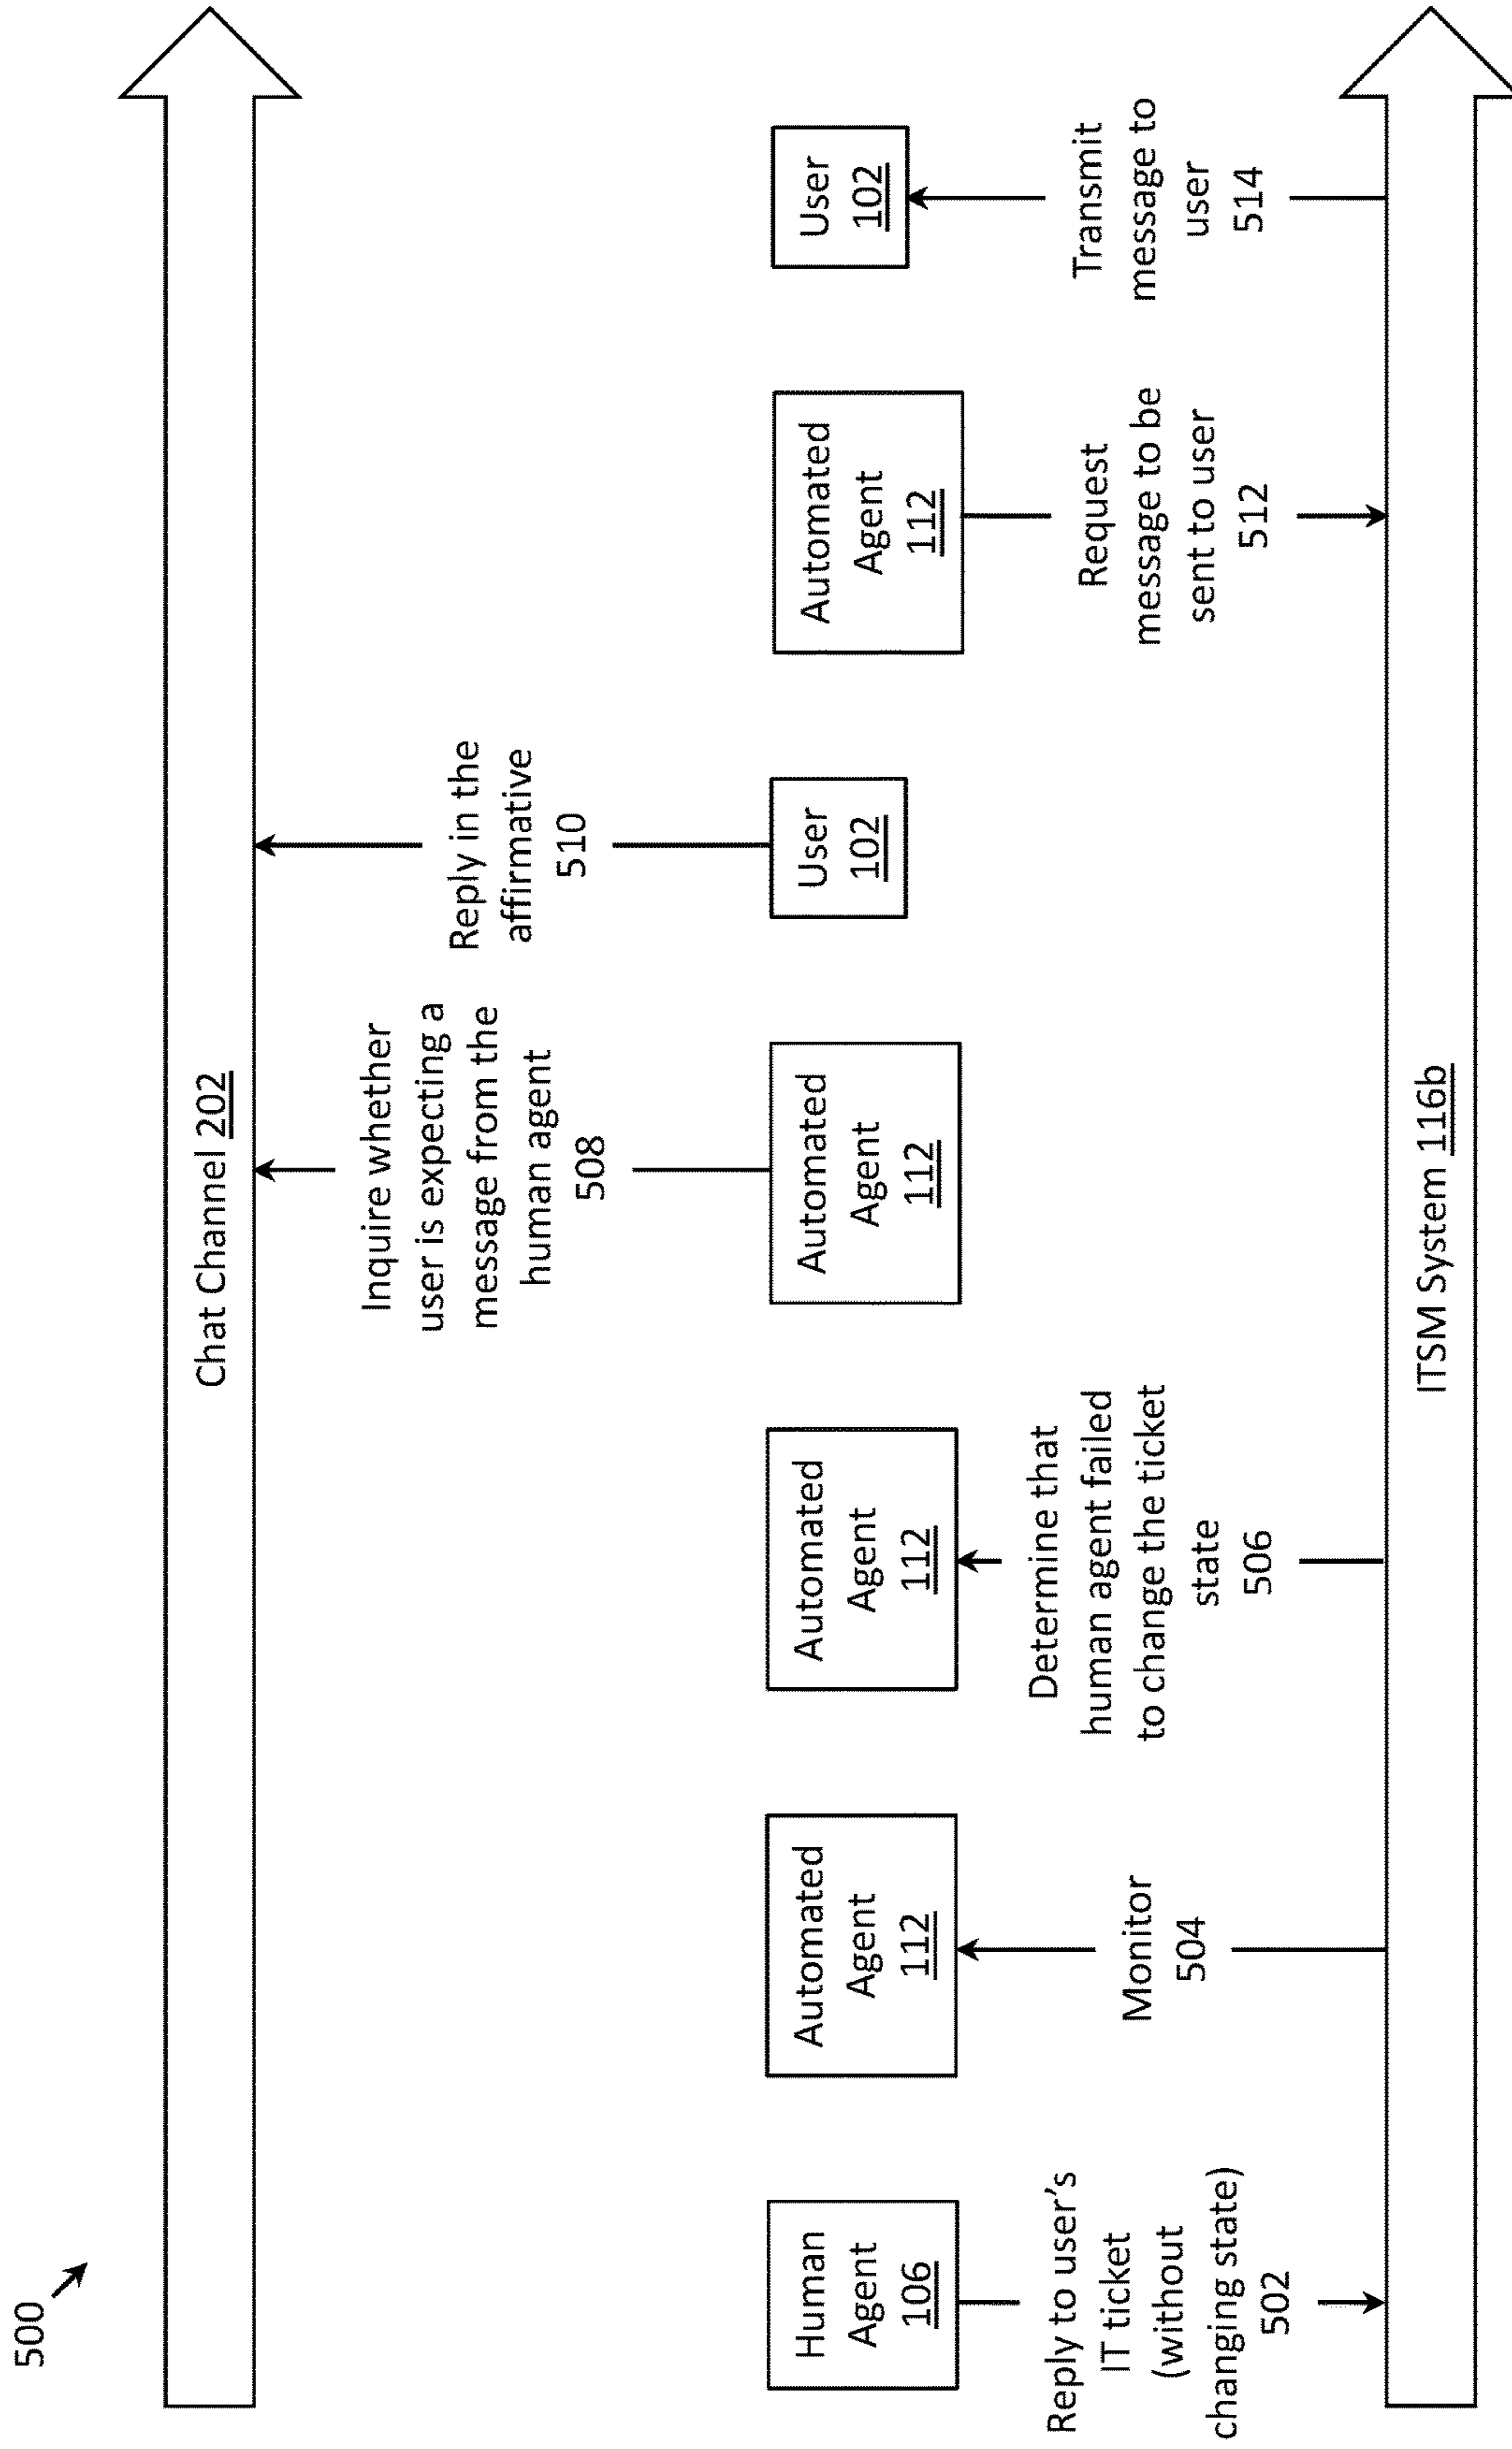 500
Chat Channel 202
Human
Agent
106
Reply to user's
IT ticket
(without
changing state)
502
Automated
Agent
112
Monitor
504
Automated
Agent
112
Determine that
human agent failed
to change the ticket
state
506
Inquire whether
user is expecting a
message from the
human agent
508
Automated
Agent
112
Reply in the
affirmative
510
User
102
Automated
Agent
112
Request
message to be
sent to user
512
User
102
Transmit
message to
user
514
ITSM System 116b